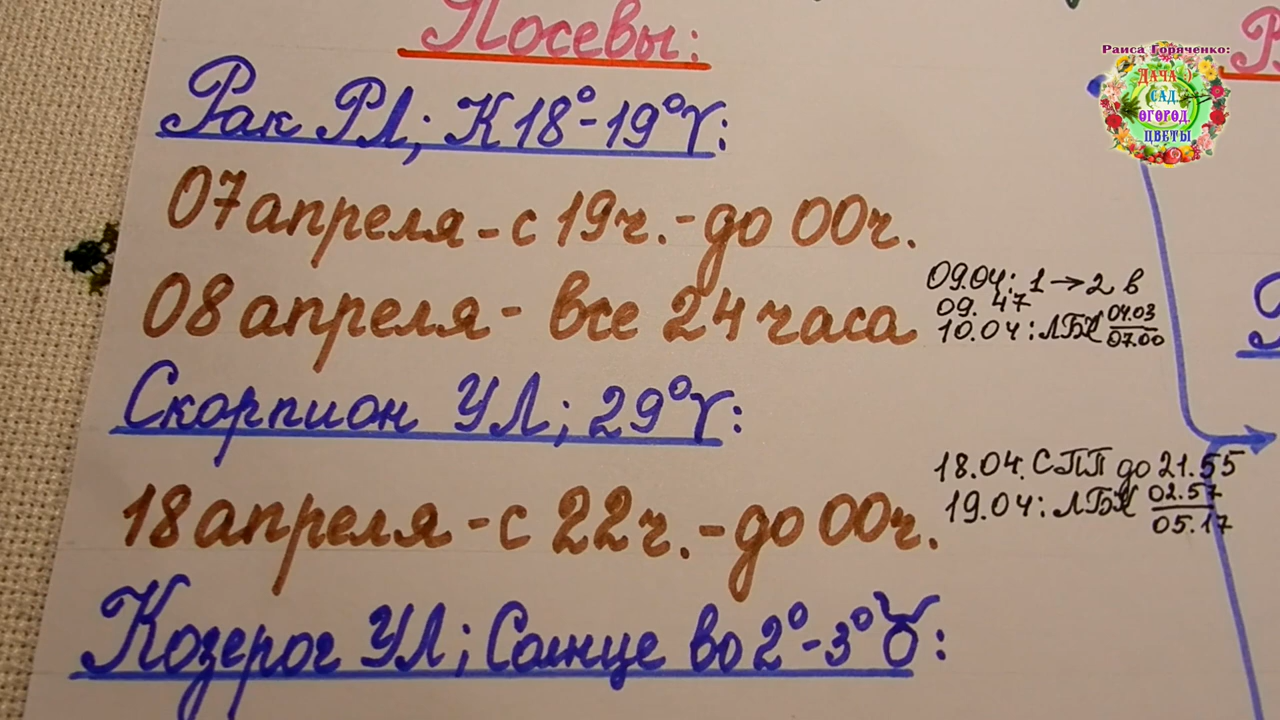 Посевы:
Раиса Горяченко:
Дача :)
сад.
огород.
цветы
Рак РЛ; К 18°-19°♈:
07 апреля - с 19ч. - до 00ч.
08 апреля - все 24 часа
09.04: 1 → 2 в
09.47
10.04: ЛБК 04.03
07.00
Скорпион УЛ; 29°♈:
18 апреля - с 22ч. - до 00ч.
18.04. СПП до 21.55
19.04: ЛБК 02.57
05.17
Козерог УЛ; Солнце во 2°-3°♉: